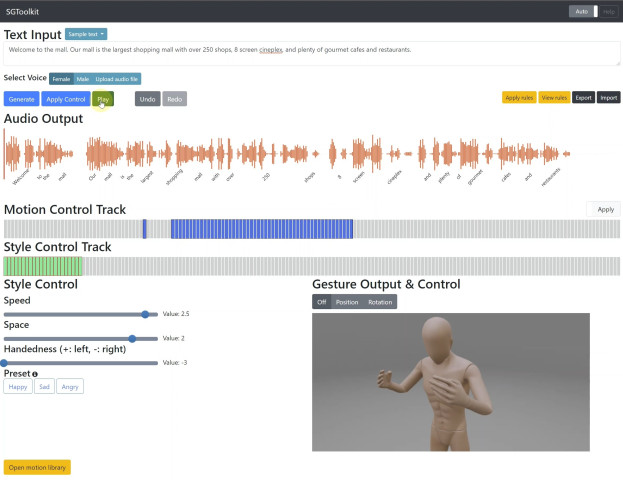 SGToolkit
Auto Help
Text Input Sample text
Welcome to the mall. Our mall is the largest shopping mall with over 250 shops, 8 screen cineplex, and plenty of gourmet cafes and restaurants.
Select Voice Female Male Upload audio file
Generate Apply Control Play Undo Redo Apply rules View rules Export Import
Audio Output
Welcome to the mall Our mall is the largest shopping mall with over 250 shops 8 screen cineplex and plenty of gourmet cafes and restaurants
Motion Control Track Apply
Style Control Track
Style Control
Speed
Value: 2.5
Space
Value: 2
Handedness (+: left, -: right)
Value: -3
Preset
Happy Sad Angry
Open motion library
Gesture Output & Control
Off Position Rotation